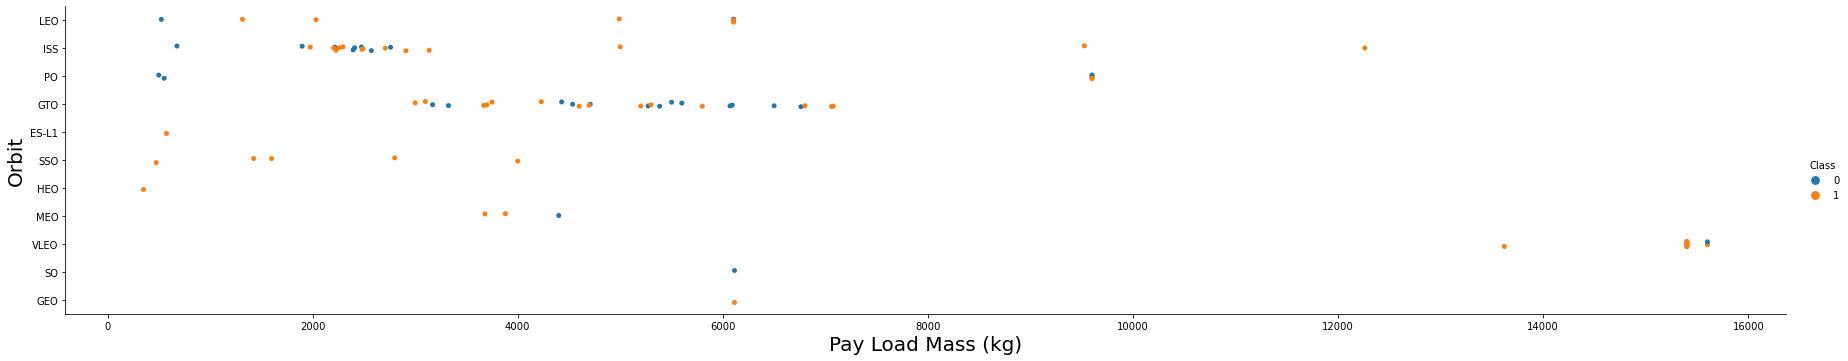 Orbit
LEO
ISS
PO
GTO
ES-L1
SSO
HEO
MEO
VLEO
SO
GEO
0 2000 4000 6000 8000 10000 12000 14000 16000
Pay Load Mass (kg)
Class
0
1